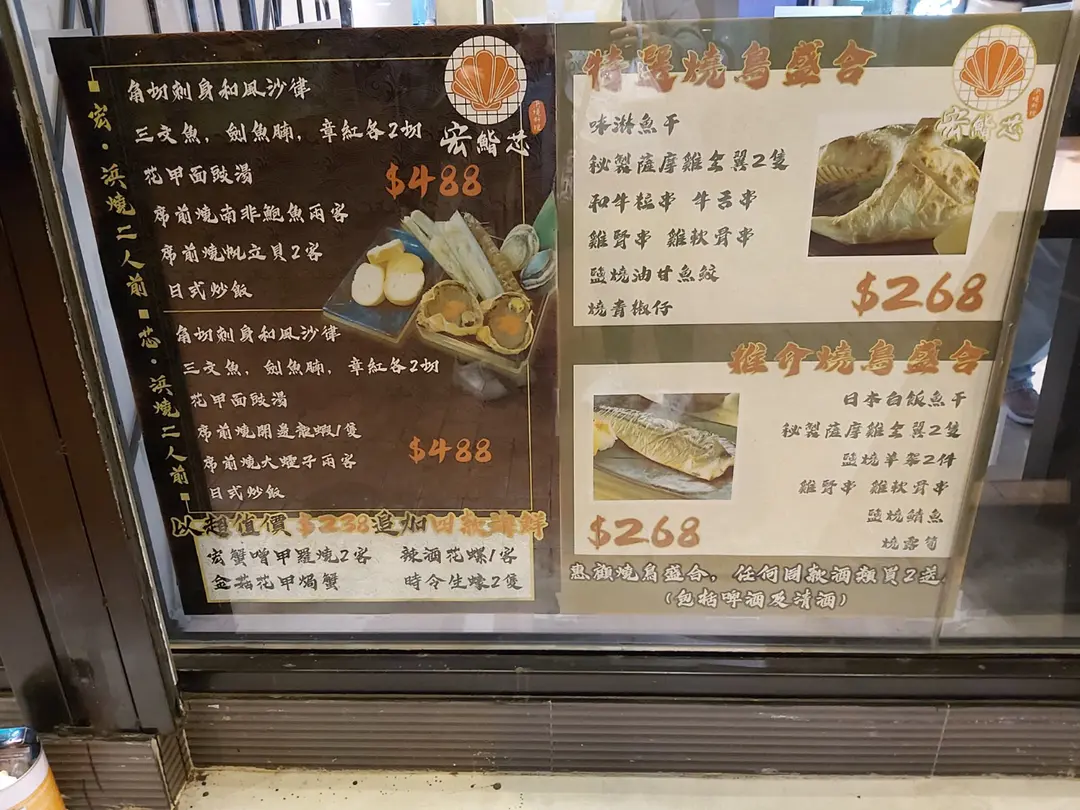 宏・浜燒二人前
芯・浜燒二人前
宏鮨芯
角切刺身和風沙律
三文魚，劍魚腩，章紅各2切
花甲面豉湯
$488
席前燒南非鮑魚兩客
席前燒帆立貝2客
日式炒飯
角切刺身和風沙律
三文魚，劍魚腩，章紅各2切
花甲面豉湯
席前燒開邊龍蝦1隻
$488
席前燒大蟶子兩客
日式炒飯
以超值價$238追加四款海鮮
宏蟹噌甲羅燒2客 辣酒花螺1客
金菇花甲焗蟹 時令生蠔2隻
特選燒鳥盛合
宏鮨芯
味淋魚干
秘製薩摩雞全翼2隻
和牛粒串 牛舌串
雞腎串 雞軟骨串
鹽燒油甘魚鮫
燒青椒仔
$268
推介燒鳥盛合
日本白飯魚干
秘製薩摩雞全翼2隻
鹽燒羊架2件
雞腎串 雞軟骨串
鹽燒鯖魚
燒露筍
$268
惠顧燒鳥盛合，任何同款酒類買2送
(包括啤酒及清酒)